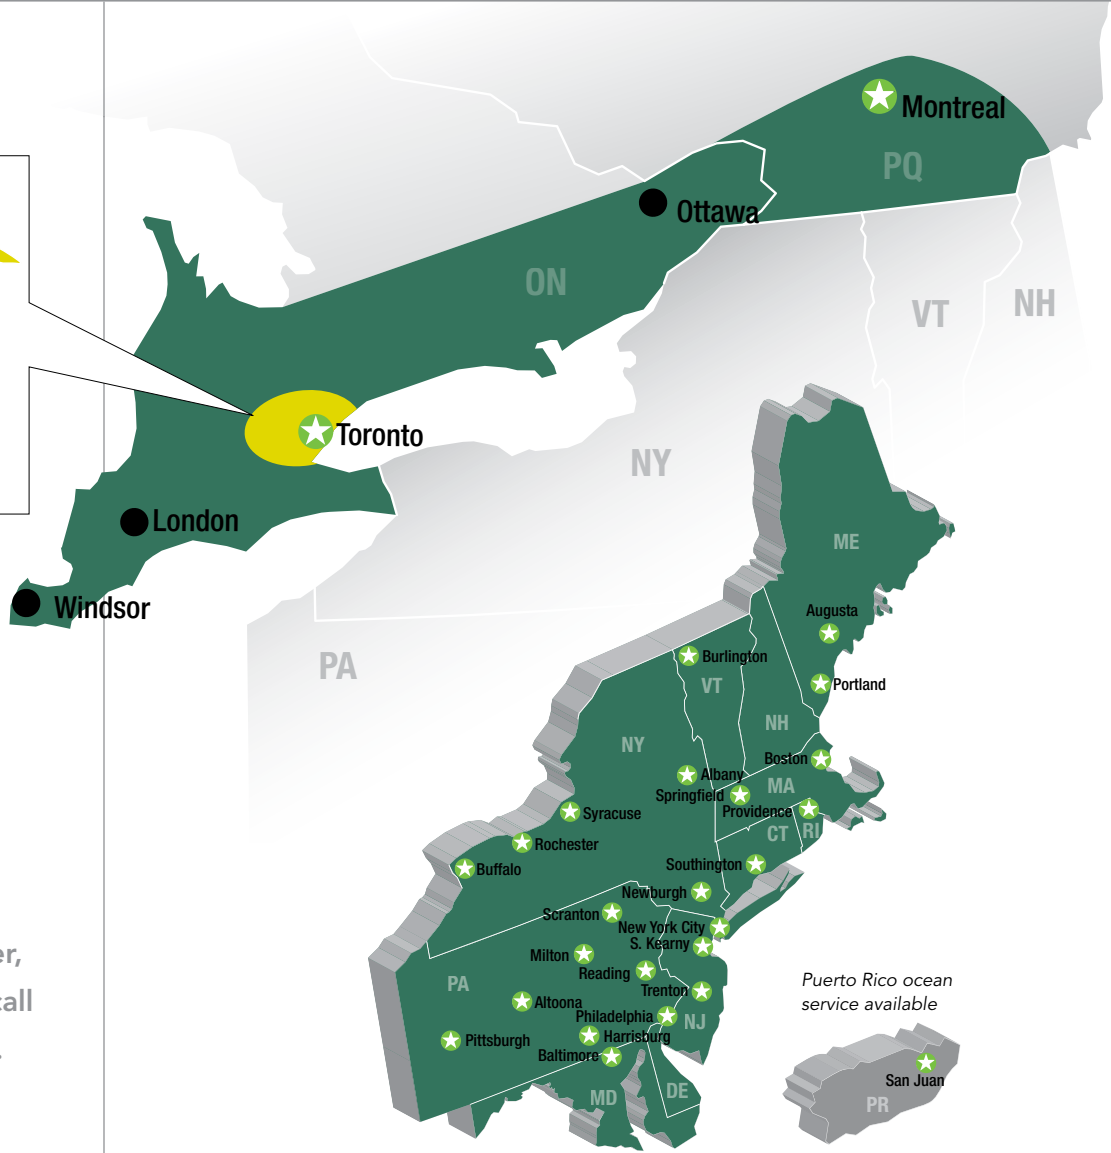 Montreal
PQ
Ottawa
ON
VT
NH
Toronto
NY
London
ME
Windsor
Augusta
PA
Burlington
VT
Portland
NH
NY
Boston
Albany
MA
Springfield
Providence
Syracuse
CT
RI
Rochester
Southington
Buffalo
Newburgh
Scranton
New York City
S. Kearny
Milton
Reading
PA
Trenton
Altoona
Philadelphia
NJ
Harrisburg
Pittsburgh
Baltimore
DE
MD
Puerto Rico ocean
service available
San Juan
PR